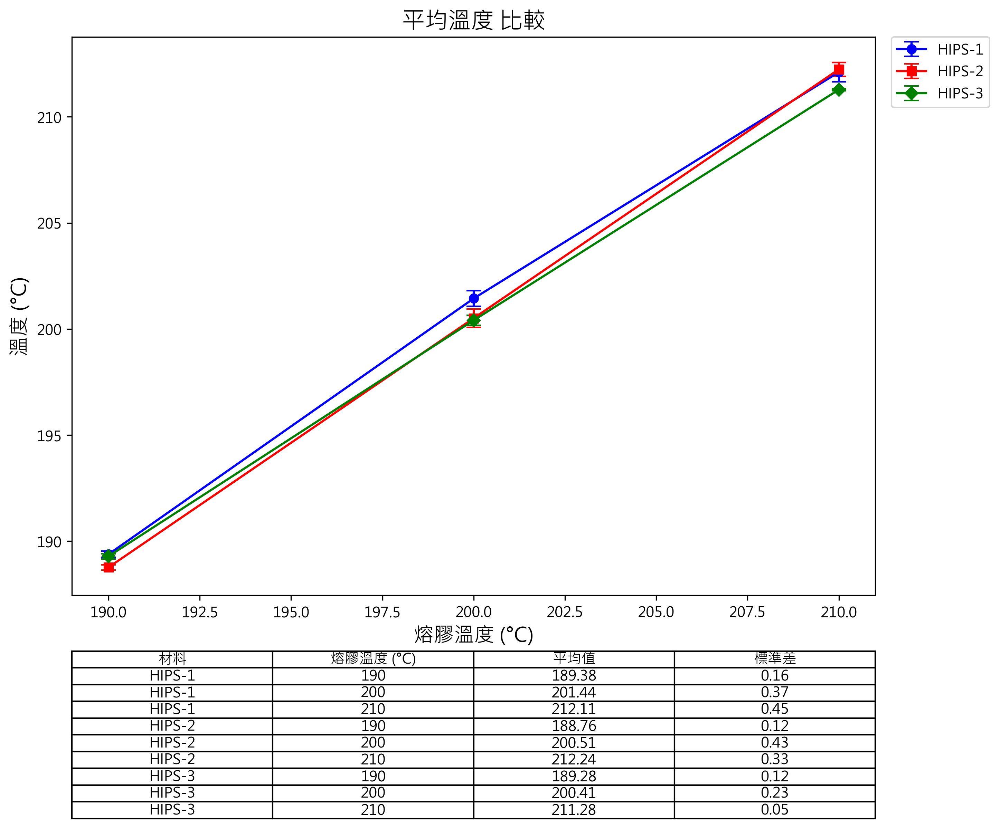 平均溫度 比較
HIPS-1
HIPS-2
HIPS-3
溫度 (°C)
210
205
200
195
190
190.0 192.5 195.0 197.5 200.0 202.5 205.0 207.5 210.0
熔膠溫度 (°C)
材料 熔膠溫度 (°C) 平均值 標準差
HIPS-1 190 189.38 0.16
HIPS-1 200 201.44 0.37
HIPS-1 210 212.11 0.45
HIPS-2 190 188.76 0.12
HIPS-2 200 200.51 0.43
HIPS-2 210 212.24 0.33
HIPS-3 190 189.28 0.12
HIPS-3 200 200.41 0.23
HIPS-3 210 211.28 0.05